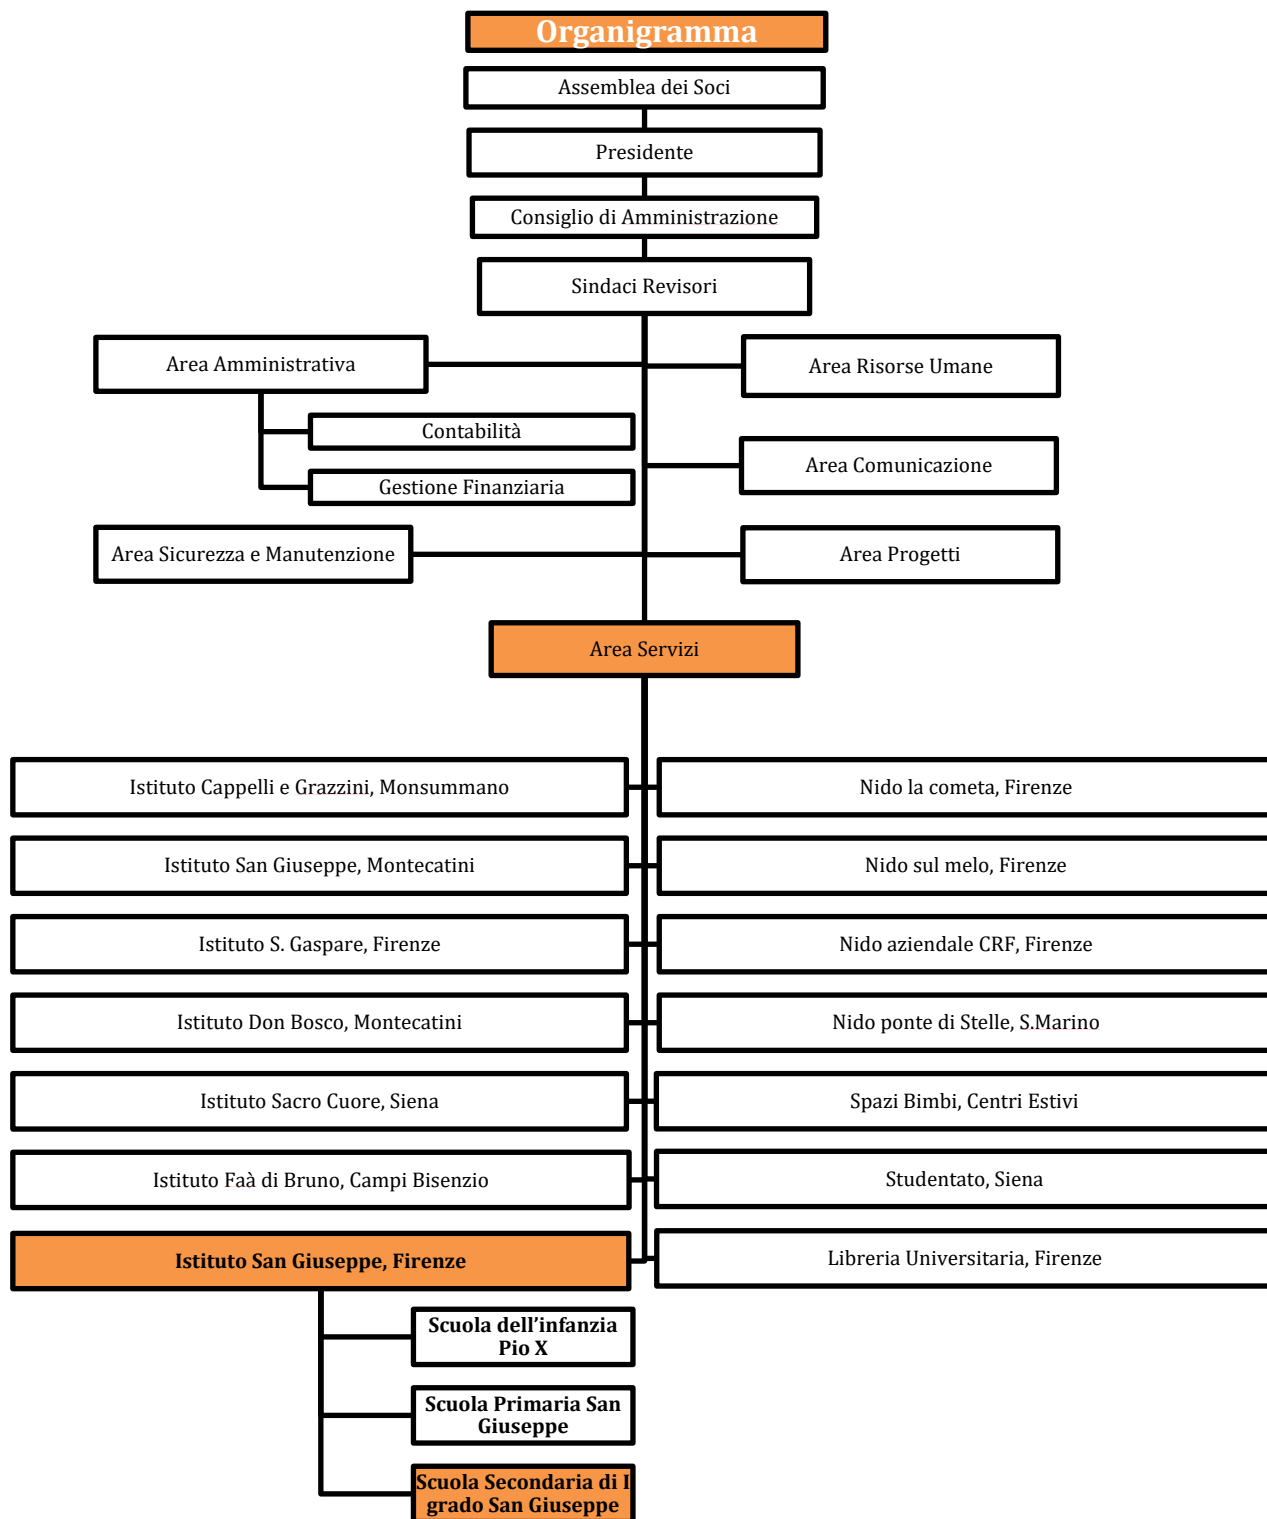 Organigramma
Assemblea dei Soci
Presidente
Consiglio di Amministrazione
Sindaci Revisori
Area Amministrativa
Area Risorse Umane
Contabilità
Area Comunicazione
Gestione Finanziaria
Area Sicurezza e Manutenzione
Area Progetti
Area Servizi
Istituto Cappelli e Grazzini, Monsummano
Nido la cometa, Firenze
Istituto San Giuseppe, Montecatini
Nido sul melo, Firenze
Istituto S. Gaspare, Firenze
Nido aziendale CRF, Firenze
Istituto Don Bosco, Montecatini
Nido ponte di Stelle, S.Marino
Istituto Sacro Cuore, Siena
Spazi Bimbi, Centri Estivi
Istituto Faà di Bruno, Campi Bisenzio
Studentato, Siena
Istituto San Giuseppe, Firenze
Libreria Universitaria, Firenze
Scuola dell’infanzia
Pio X
Scuola Primaria San
Giuseppe
Scuola Secondaria di I
grado San Giuseppe